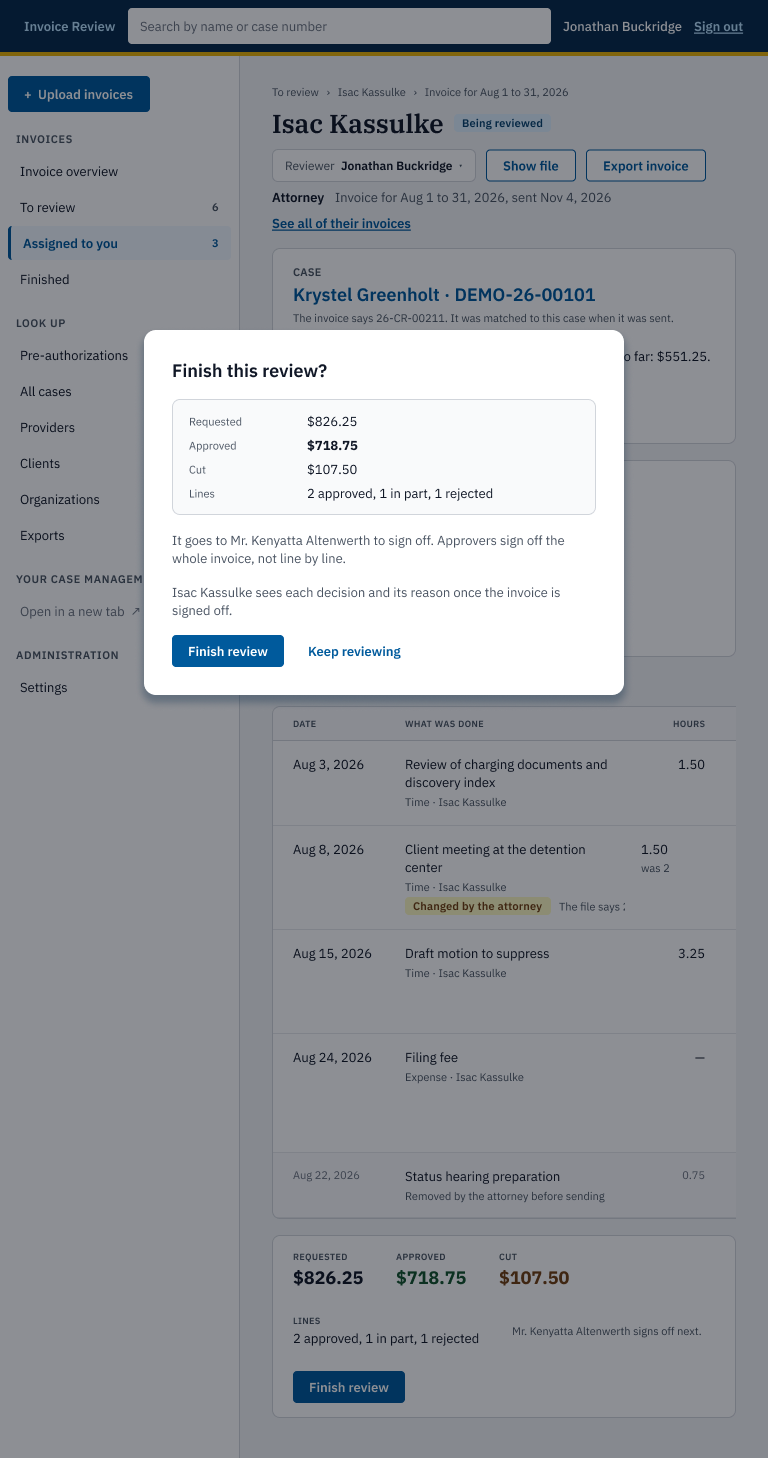 Invoice Review
Search by name or case number
Jonathan Buckridge
Sign out
+ Upload invoices
INVOICES
Invoice overview
To review 6
Assigned to you 3
Finished
LOOK UP
Pre-authorizations
All cases
Providers
Clients
Organizations
Exports
YOUR CASE MANAGEM
Open in a new tab ↗
ADMINISTRATION
Settings
To review › Isac Kassulke › Invoice for Aug 1 to 31, 2026
Isac Kassulke Being reviewed
Reviewer Jonathan Buckridge ·
Show file
Export invoice
Attorney Invoice for Aug 1 to 31, 2026, sent Nov 4, 2026
See all of their invoices
CASE
Krystel Greenholt · DEMO-26-00101
The invoice says 26-CR-00211. It was matched to this case when it was sent.
o far: $551.25.
Finish this review?
Requested $826.25
Approved $718.75
Cut $107.50
Lines 2 approved, 1 in part, 1 rejected
It goes to Mr. Kenyatta Altenwerth to sign off. Approvers sign off the
whole invoice, not line by line.
Isac Kassulke sees each decision and its reason once the invoice is
signed off.
Finish review
Keep reviewing
DATE WHAT WAS DONE HOURS
Aug 3, 2026 Review of charging documents and 1.50
discovery index
Time · Isac Kassulke
Aug 8, 2026 Client meeting at the detention 1.50
center was 2
Time · Isac Kassulke
Changed by the attorney The file says
Aug 15, 2026 Draft motion to suppress 3.25
Time · Isac Kassulke
Aug 24, 2026 Filing fee —
Expense · Isac Kassulke
Aug 22, 2026 Status hearing preparation 0.75
Removed by the attorney before sending
REQUESTED APPROVED CUT
$826.25 $718.75 $107.50
LINES
2 approved, 1 in part, 1 rejected
Mr. Kenyatta Altenwerth signs off next.
Finish review